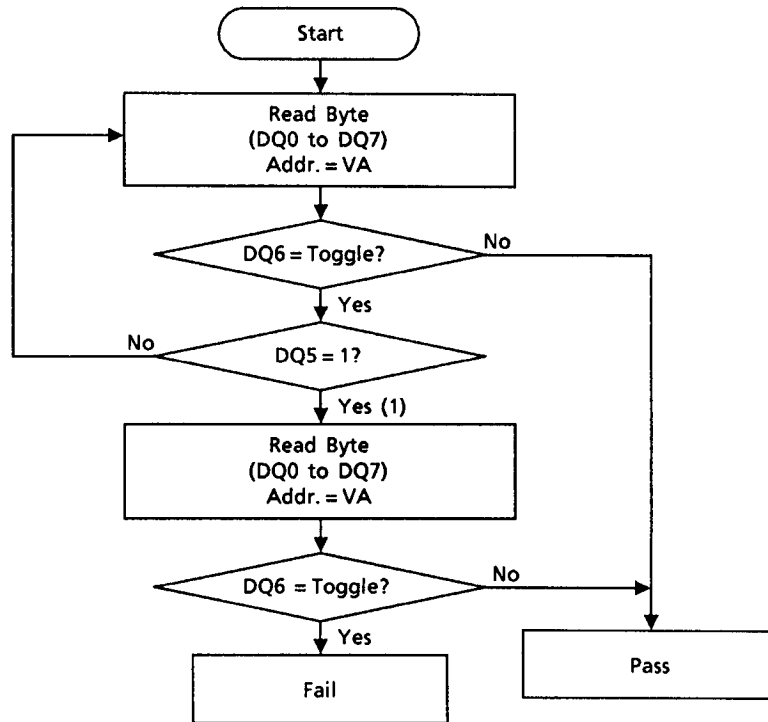 Start
Read Byte
(DQ0 to DQ7)
Addr. = VA
DQ6 = Toggle?
No
Yes
No
DQ5 = 1?
Yes (1)
Read Byte
(DQ0 to DQ7)
Addr. = VA
DQ6 = Toggle?
No
Yes
Fail
Pass